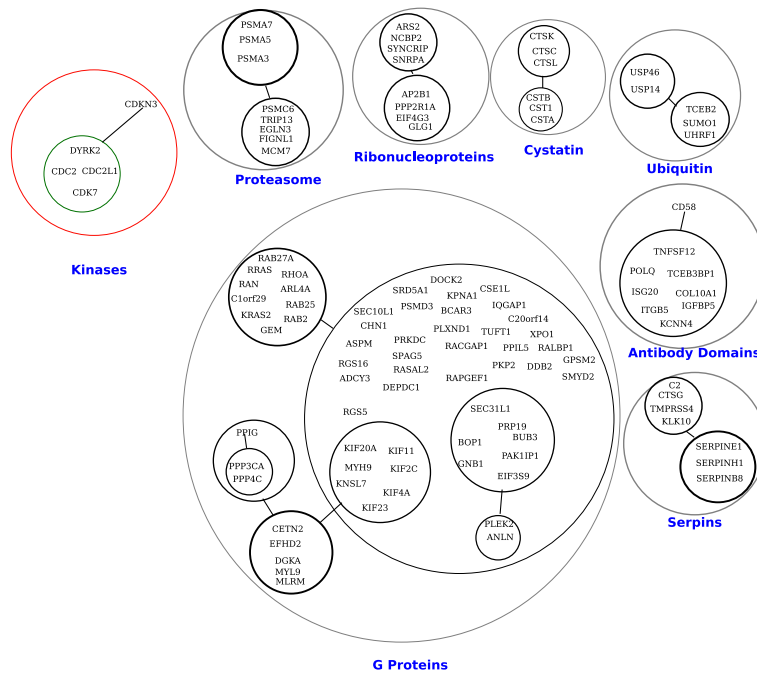 CDKN3
DYRK2
CDC2
CDC2L1
CDK7
Kinases
PSMA7
PSMA5
PSMA3
PSMC6
TRIP13
EGLN3
FIGNL1
MCM7
Proteasome
ARS2
NCBP2
SYNCRIP
SNRPA
AP2B1
PPP2R1A
EIF4G3
GLG1
Ribonucleoproteins
CTSK
CTSC
CTSL
CSTB
CST1
CSTA
Cystatin
USP46
USP14
TCEB2
SUMO1
UHRF1
Ubiquitin
CD58
TNFSF12
POLQ
TCEB3BP1
ISG20
COL10A1
ITGB5
IGFBP5
KCNN4
Antibody Domains
C2
CTSG
TMPRSS4
KLK10
SERPINE1
SERPINH1
SERPINB8
Serpins
RAB27A
RRAS
RHOA
RAN
ARL4A
C1orf29
RAB25
KRAS2
RAB2
GEM
DOCK2
SRD5A1
CSE1L
KPNA1
SEC10L1
PSMD3
BCAR3
IQGAP1
CHN1
C20orf14
PLXND1
TUFT1
XPO1
ASPM
PRKDC
RACGAP1
PPIL5
RALBP1
SPAG5
GPSM2
RGS16
RASAL2
PKP2
DDB2
ADCY3
RAPGEF1
SMYD2
DEPDC1
RGS5
SEC31L1
PRP19
BUB3
BOP1
PAK1IP1
GNB1
EIF3S9
PLEK2
ANLN
KIF20A
KIF11
MYH9
KIF2C
KNSL7
KIF4A
KIF23
PPIG
PPP3CA
PPP4C
CETN2
EFHD2
DGKA
MYL9
MLRM
G Proteins